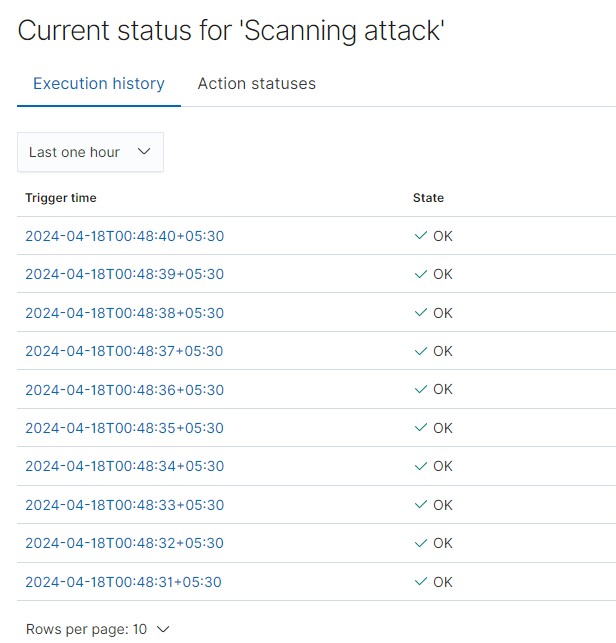 Current status for 'Scanning attack'
Execution history Action statuses
Last one hour
Trigger time State
2024-04-18T00:48:40+05:30 OK
2024-04-18T00:48:39+05:30 OK
2024-04-18T00:48:38+05:30 OK
2024-04-18T00:48:37+05:30 OK
2024-04-18T00:48:36+05:30 OK
2024-04-18T00:48:35+05:30 OK
2024-04-18T00:48:34+05:30 OK
2024-04-18T00:48:33+05:30 OK
2024-04-18T00:48:32+05:30 OK
2024-04-18T00:48:31+05:30 OK
Rows per page: 10